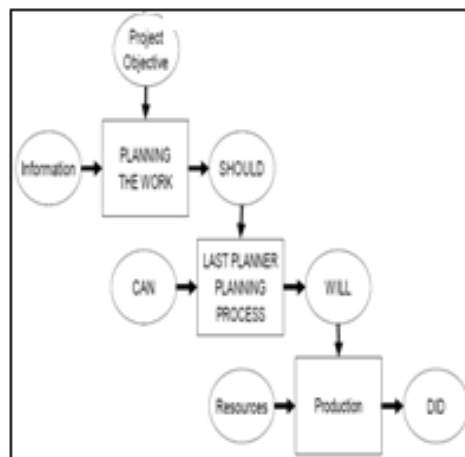 Project
Objective
Information
PLANNING
THE WORK
SHOULD
CAN
LAST PLANNER
PLANNING
PROCESS
WILL
Resources
Production
DID